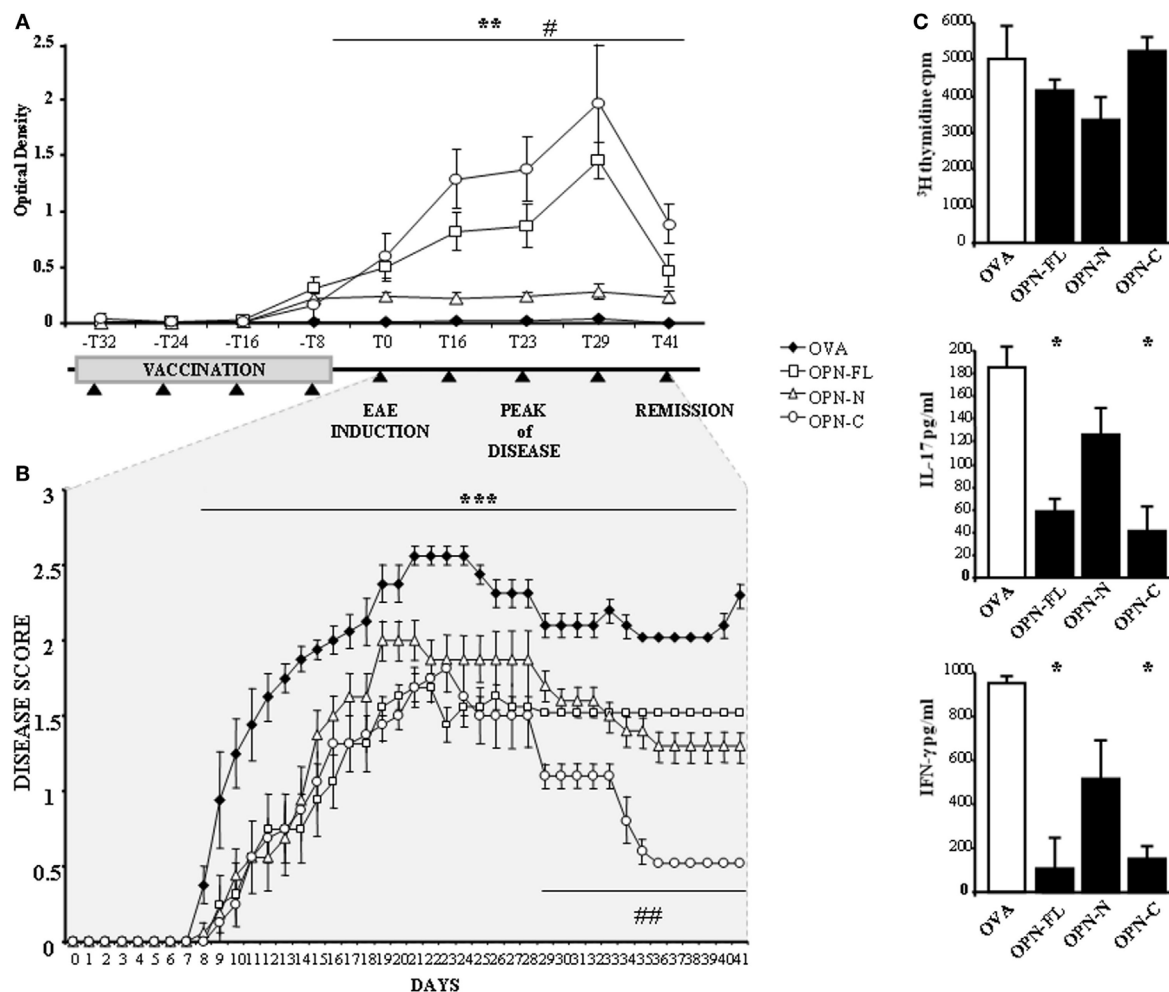 A
** #
2.5
2
1.5
1
0.5
0
Optical Density
-T32 -T24 -T16 -T8 T0 T16 T23 T29 T41
VACCINATION
EAE
INDUCTION
PEAK
of
DISEASE
REMISSION
OVA
OPN-FL
OPN-N
OPN-C
B
***
3
2.5
2
1.5
1
0.5
0
DISEASE SCORE
##
0 1 2 3 4 5 6 7 8 9 10 11 12 13 14 15 16 17 18 19 20 21 22 23 24 25 26 27 28 29 30 31 32 33 34 35 36 37 38 39 40 41
DAYS
C
6000
5000
4000
3000
2000
1000
0
³H thymidine cpm
OVA OPN-FL OPN-N OPN-C
* *
200
180
160
140
120
100
80
60
40
20
0
IL-17 pg/ml
OVA OPN-FL OPN-N OPN-C
* *
1000
800
600
400
200
0
IFN-γ pg/ml
OVA OPN-FL OPN-N OPN-C